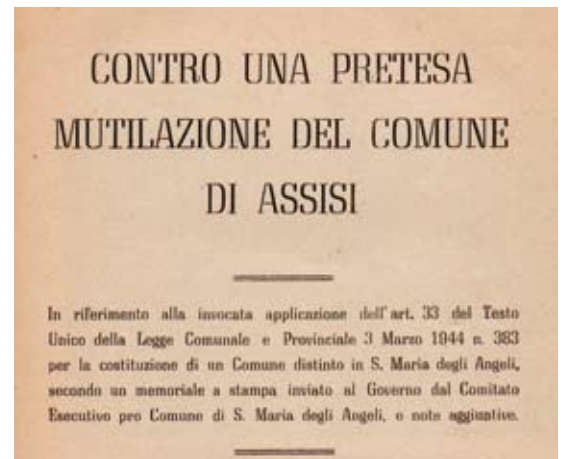 CONTRO UNA PRETESA
MUTILAZIONE DEL COMUNE
DI ASSISI
In riferimento alla invocata applicazione dell'art. 33 del Testo
Unico della Legge Comunale e Provinciale 3 Marzo 1944 n. 383
per la costituzione di un Comune distinto in S. Maria degli Angeli,
secondo un memoriale a stampa inviato al Governo dal Comitato
Esecutivo pro Comune di S. Maria degli Angeli, e note aggiuntive.